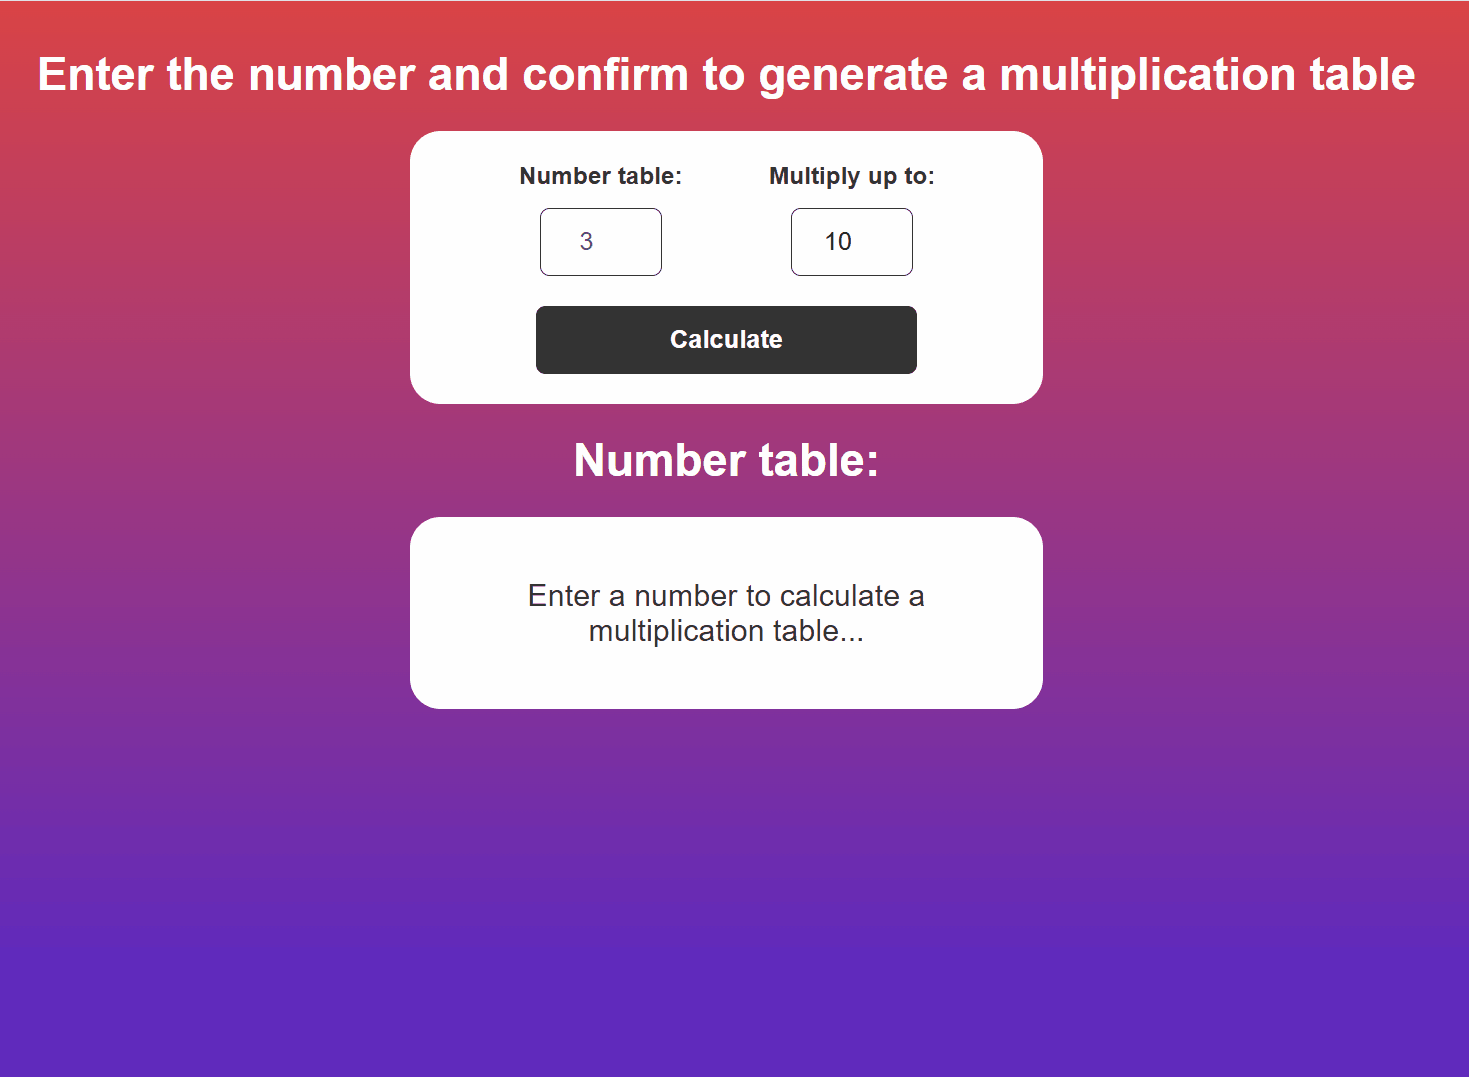 Enter the number and confirm to generate a multiplication table
Number table: Multiply up to:
3 10
Calculate
Number table:
Enter a number to calculate a
multiplication table...